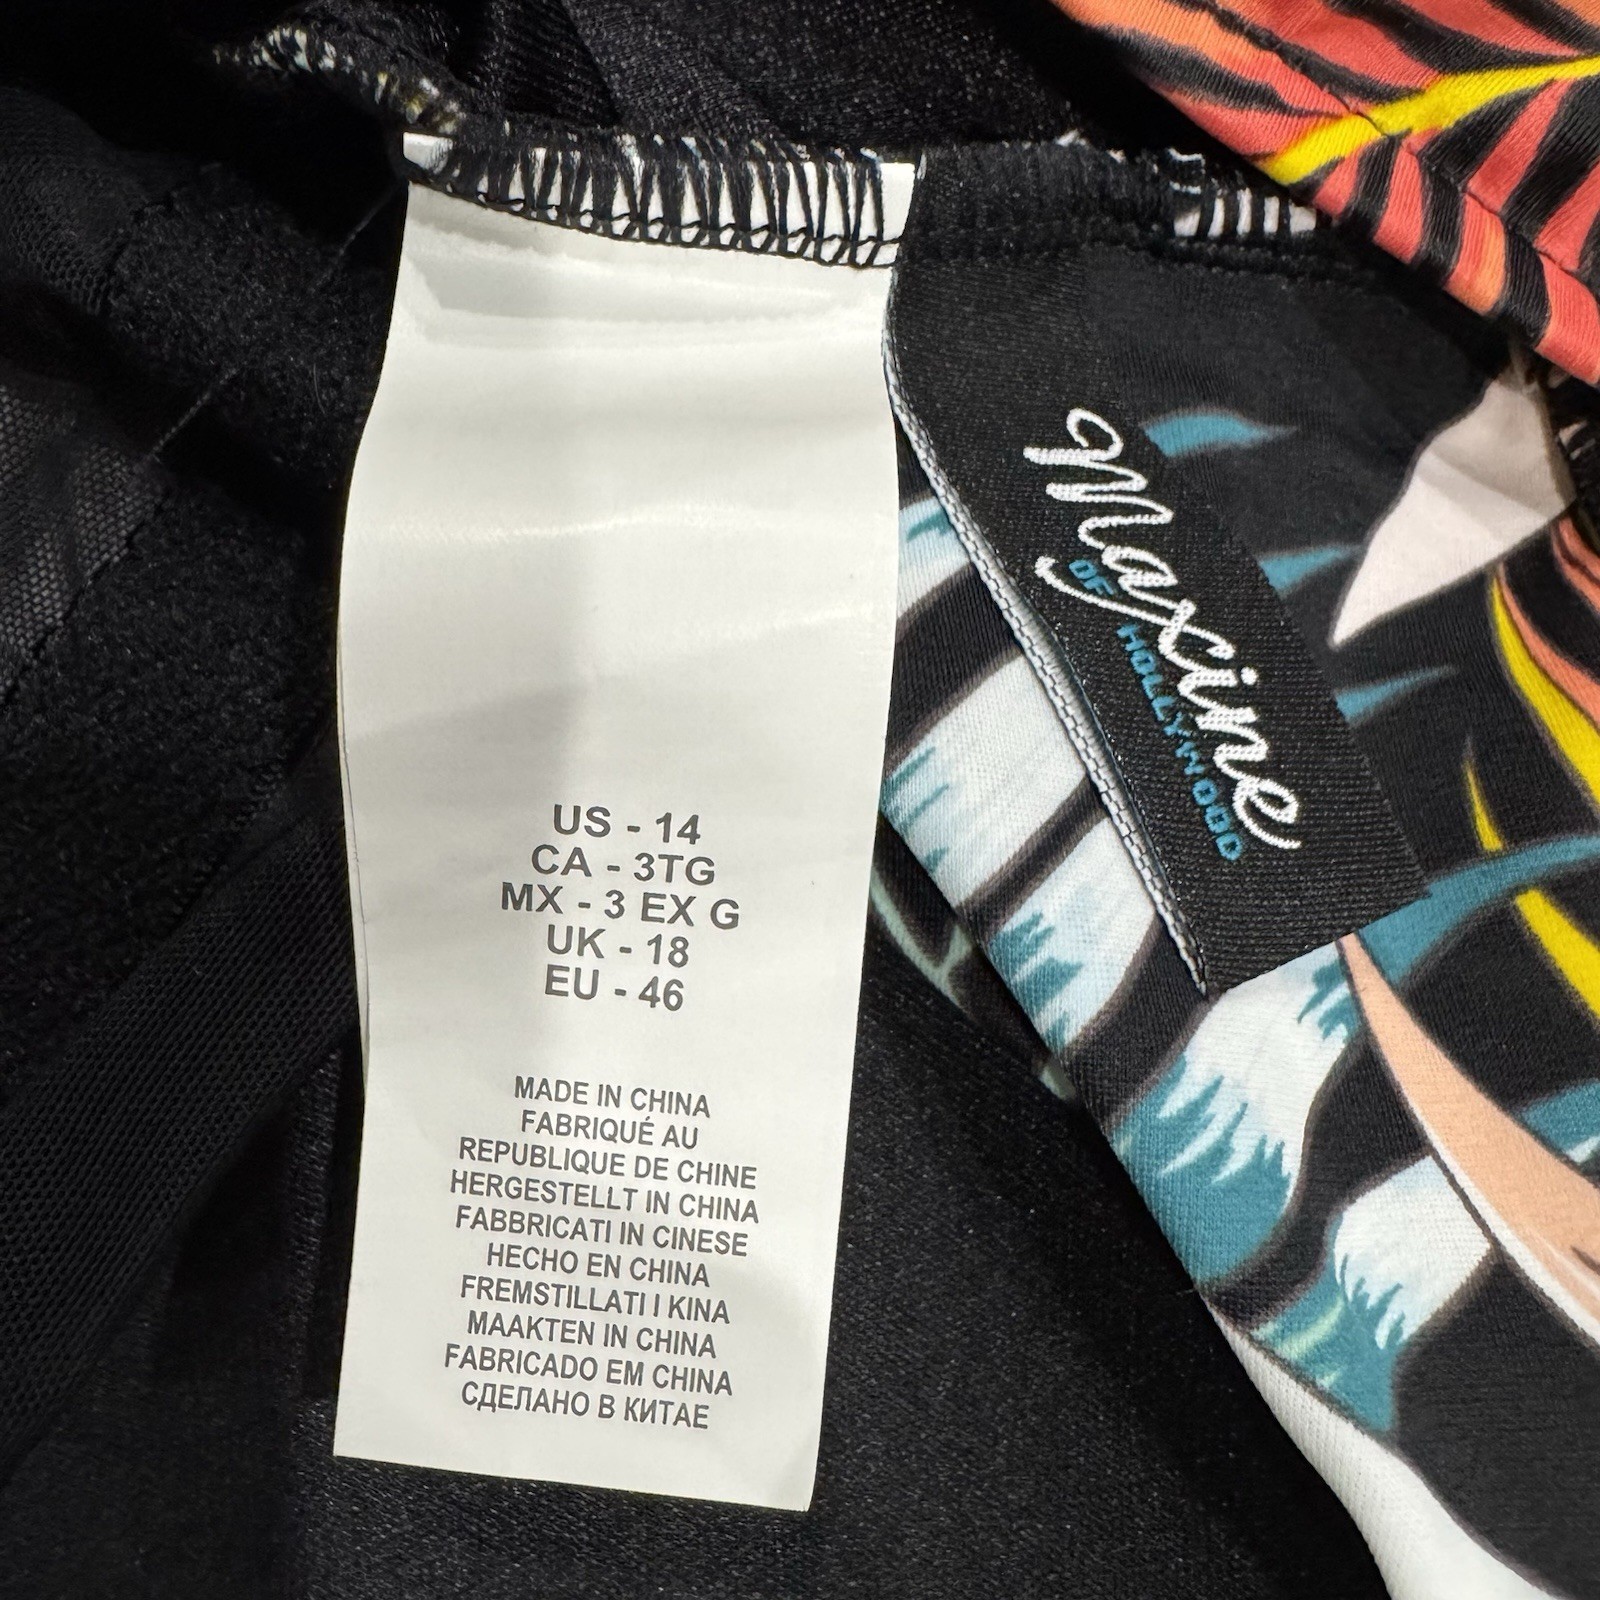 US - 14
CA - 3TG
MX - 3 EX G
UK - 18
EU - 46
MADE IN CHINA
FABRIQUÉ AU
REPUBLIQUE DE CHINE
HERGESTELLT IN CHINA
FABBRICATI IN CINESE
HECHO EN CHINA
FREMSTILLATI I KINA
MAAKTEN IN CHINA
FABRICADO EM CHINA
СДЕЛАНО В КИТАЕ
Maxine
OF HOLLYWOOD